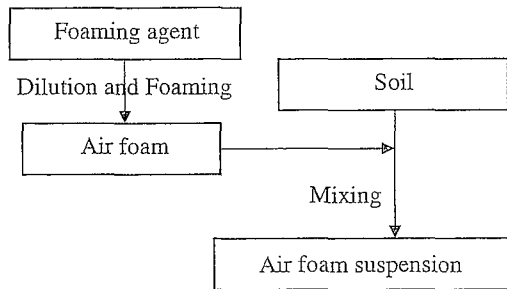 Foaming agent
Dilution and Foaming
Soil
Air foam
Mixing
Air foam suspension